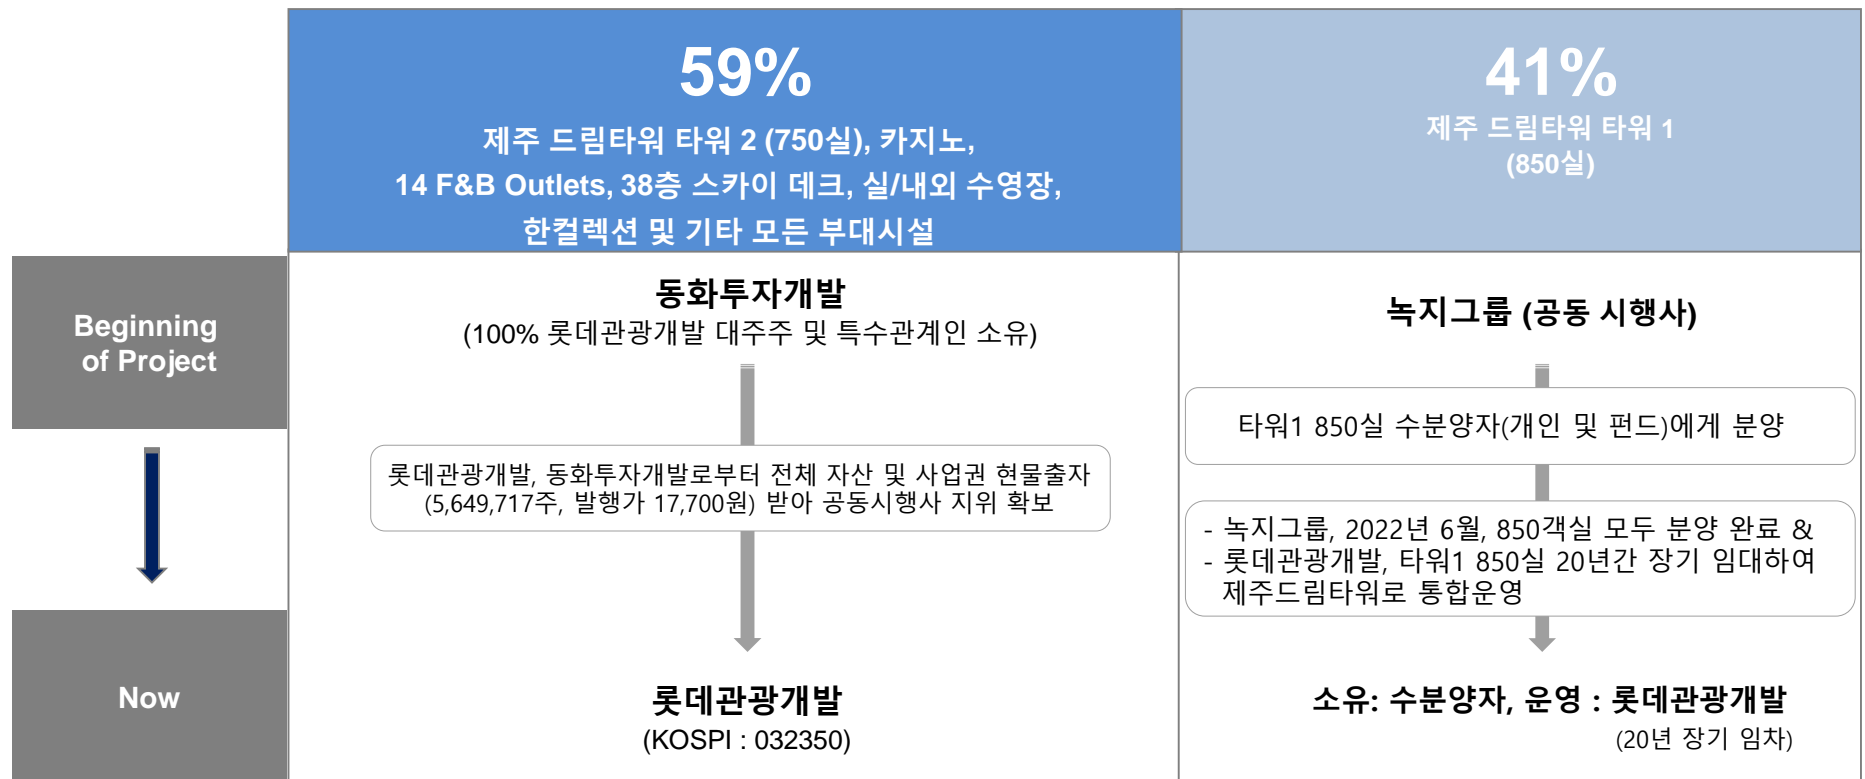 59%
제주 드림타워 타워 2 (750실), 카지노,
14 F&B Outlets, 38층 스카이 데크, 실/내외 수영장,
한컬렉션 및 기타 모든 부대시설
41%
제주 드림타워 타워 1
(850실)
Beginning
of Project
동화투자개발
(100% 롯데관광개발 대주주 및 특수관계인 소유)
녹지그룹 (공동 시행사)
롯데관광개발, 동화투자개발로부터 전체 자산 및 사업권 현물출자
(5,649,717주, 발행가 17,700원) 받아 공동시행사 지위 확보
타워1 850실 수분양자(개인 및 펀드)에게 분양
- 녹지그룹, 2022년 6월, 850객실 모두 분양 완료 &
- 롯데관광개발, 타워1 850실 20년간 장기 임대하여
제주드림타워로 통합운영
Now
롯데관광개발
(KOSPI : 032350)
소유: 수분양자, 운영 : 롯데관광개발
(20년 장기 임차)